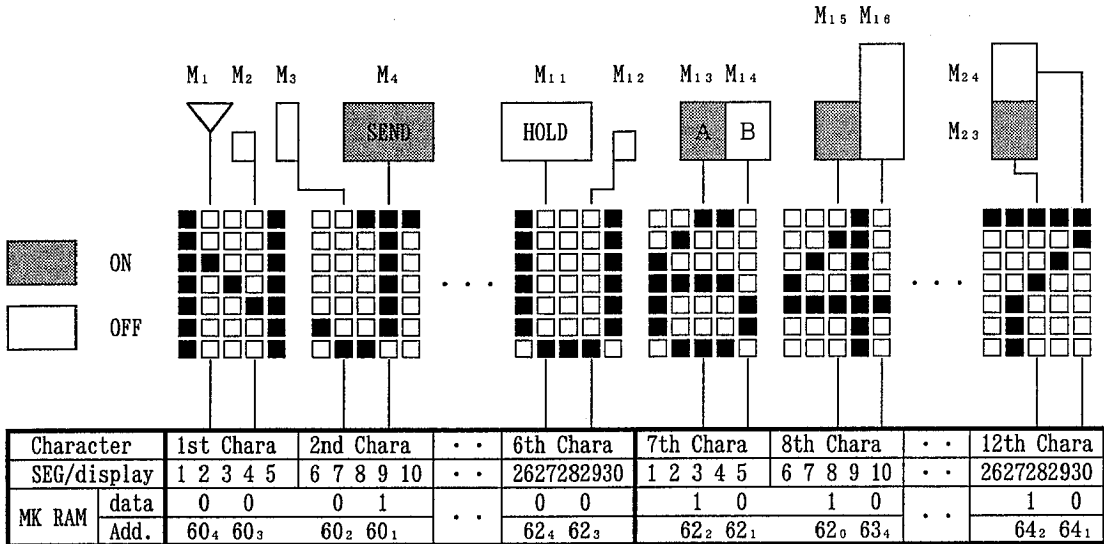 M₁₅ M₁₆
M₁ M₂ M₃ M₄ M₁₁ M₁₂ M₁₃ M₁₄ M₂₄
SEND HOLD A B M₂₃
ON
· · · · · ·
OFF
Character 1st Chara 2nd Chara · · 6th Chara 7th Chara 8th Chara · · 12th Chara
SEG/display 1 2 3 4 5 6 7 8 9 10 · · 2627282930 1 2 3 4 5 6 7 8 9 10 · · 2627282930
MK RAM data 0 0 0 1 · · 0 0 1 0 1 0 · · 1 0
Add. 60₄ 60₃ 60₂ 60₁ 62₄ 62₃ 62₂ 62₁ 62₀ 63₄ 64₂ 64₁